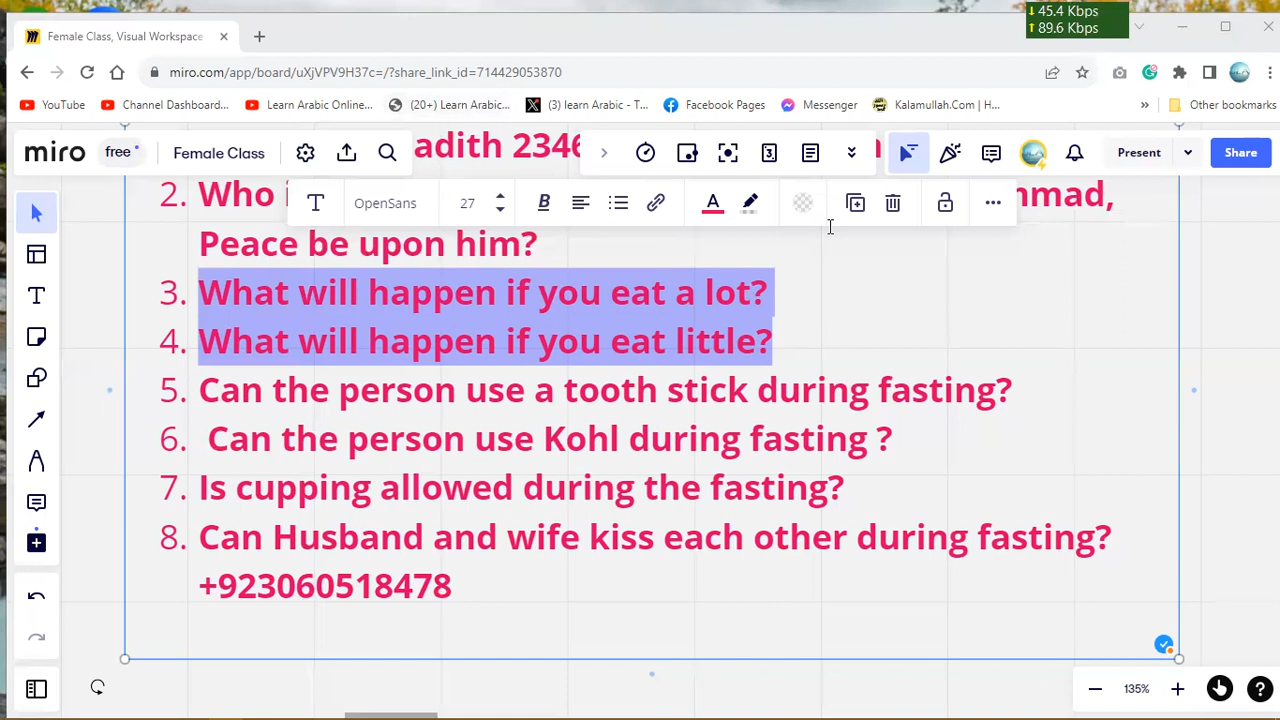 45.4 Kbps
89.6 Kbps
Female Class, Visual Workspace
miro.com/app/board/uXjVPV9H37c=/?share_link_id=714429053870
YouTube
Channel Dashboard...
Learn Arabic Online...
(20+) Learn Arabic...
(3) learn Arabic - T...
Facebook Pages
Messenger
Kalamullah.Com | H...
»
Other bookmarks
miro
free
Female Class
Present
Share
adith 2346
OpenSans
27
B
A
2. Who i
mmad,
Peace be upon him?
3. What will happen if you eat a lot?
4. What will happen if you eat little?
5. Can the person use a tooth stick during fasting?
6. Can the person use Kohl during fasting ?
7. Is cupping allowed during the fasting?
8. Can Husband and wife kiss each other during fasting?
+923060518478
135%